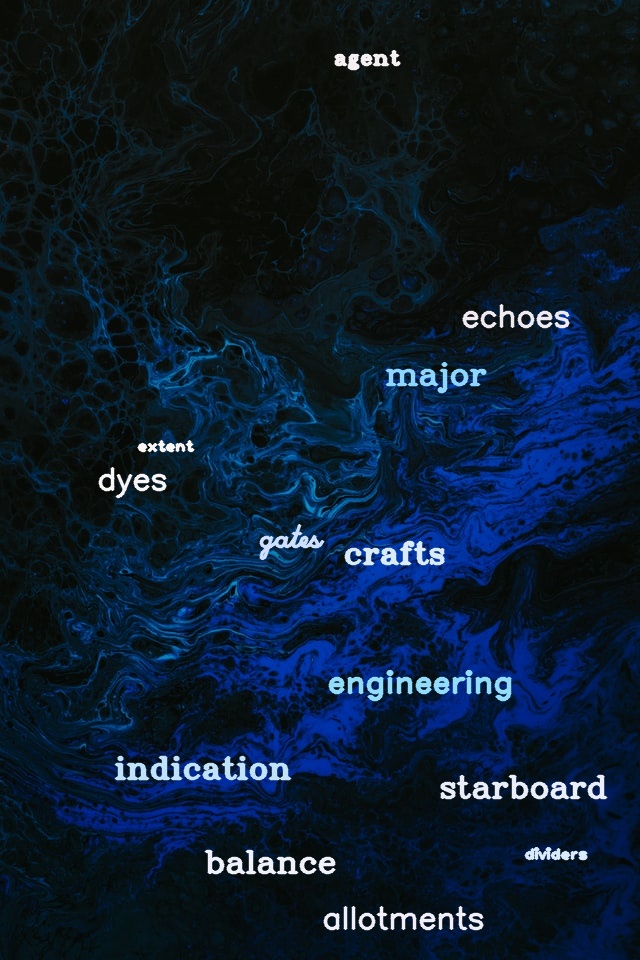 agent
echoes
major
extent
dyes
gates
crafts
engineering
indication
starboard
dividers
balance
allotments